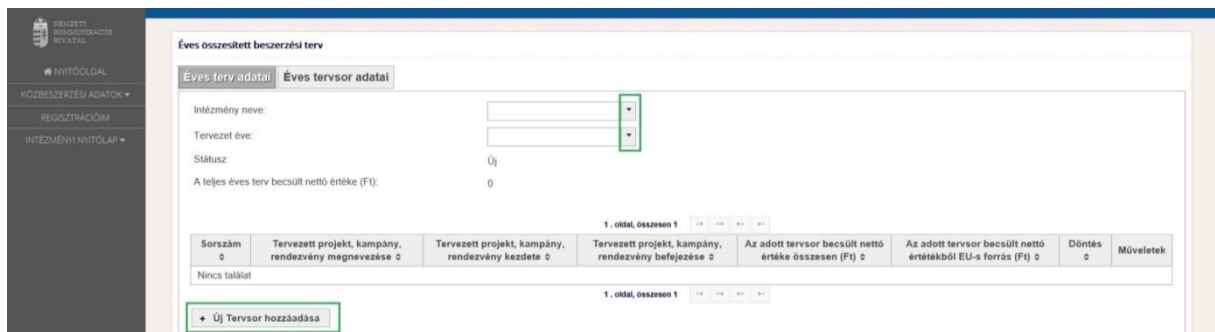 NEMZETI
KOMMUNIKÁCIÓS
HIVATAL
NYITÓOLDAL
KÖZBESZERZÉSI ADATOK
REGISZTRÁCIÓIM
INTÉZMÉNYI NYITÓLAP
Éves összesített beszerzési terv
Éves terv adatai Éves tervsor adatai
Intézmény neve:
Tervezet éve:
Státusz Új
A teljes éves terv becsült nettó értéke (Ft): 0
1 . oldal, összesen 1
Sorszám Tervezett projekt, kampány, rendezvény megnevezése Tervezett projekt, kampány, rendezvény kezdete Tervezett projekt, kampány, rendezvény befejezése Az adott tervsor becsült nettó értéke összesen (Ft) Az adott tervsor becsült nettó értétékből EU-s forrás (Ft) Döntés Műveletek
Nincs találat
1 . oldal, összesen 1
+ Új Tervsor hozzáadása